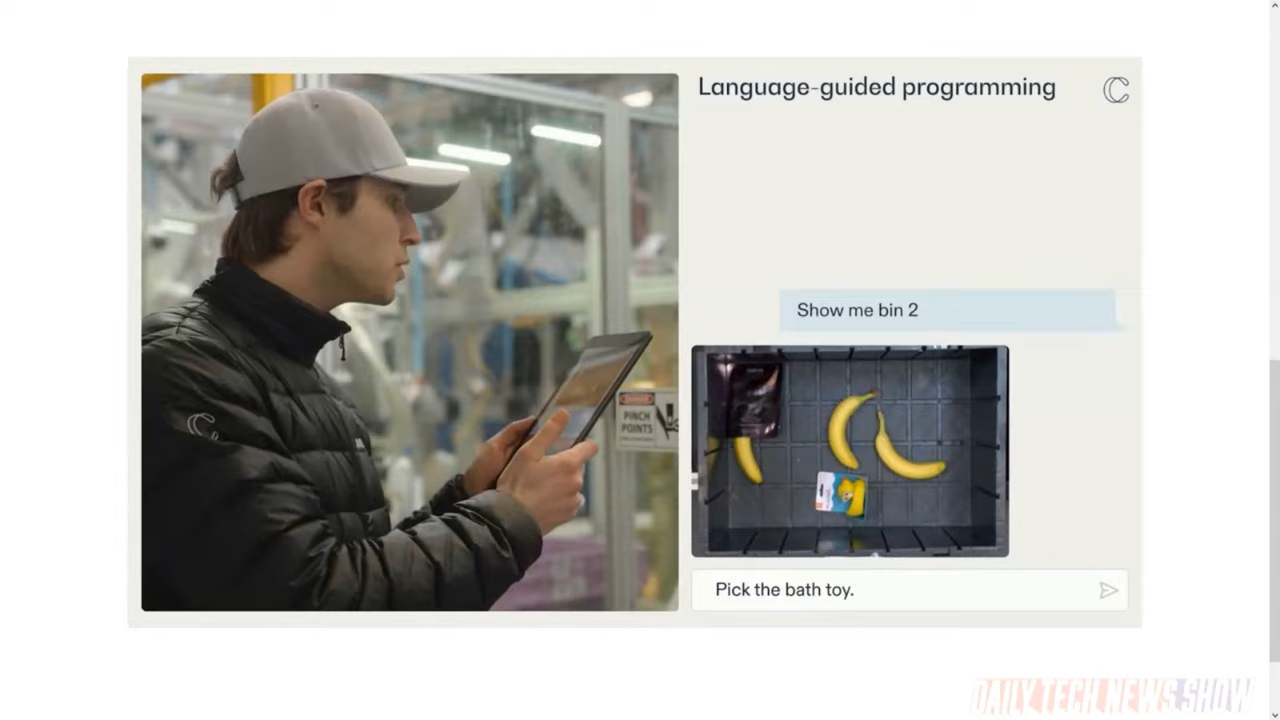 Language-guided programming
Show me bin 2
PINCH
POINTS
Pick the bath toy.
DAILY TECH NEWS SHOW